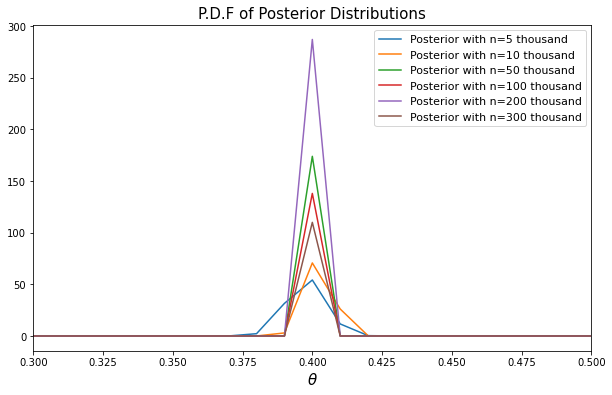 P.D.F of Posterior Distributions
300
250
200
150
100
50
0
Posterior with n=5 thousand
Posterior with n=10 thousand
Posterior with n=50 thousand
Posterior with n=100 thousand
Posterior with n=200 thousand
Posterior with n=300 thousand
0.300 0.325 0.350 0.375 0.400 0.425 0.450 0.475 0.500
θ